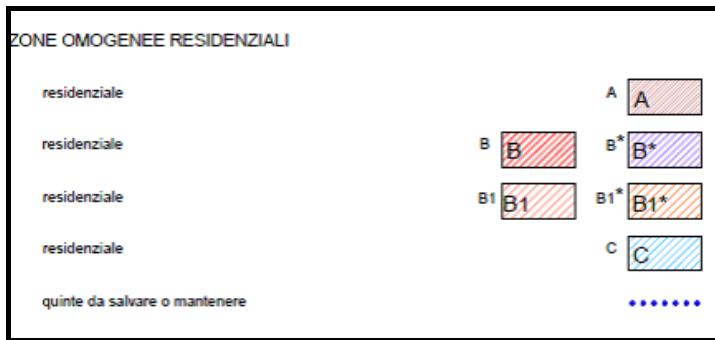 ZONE OMOGENEE RESIDENZIALI
residenziale A A
residenziale B B B* B*
residenziale B1 B1 B1* B1*
residenziale C C
quinte da salvare o mantenere